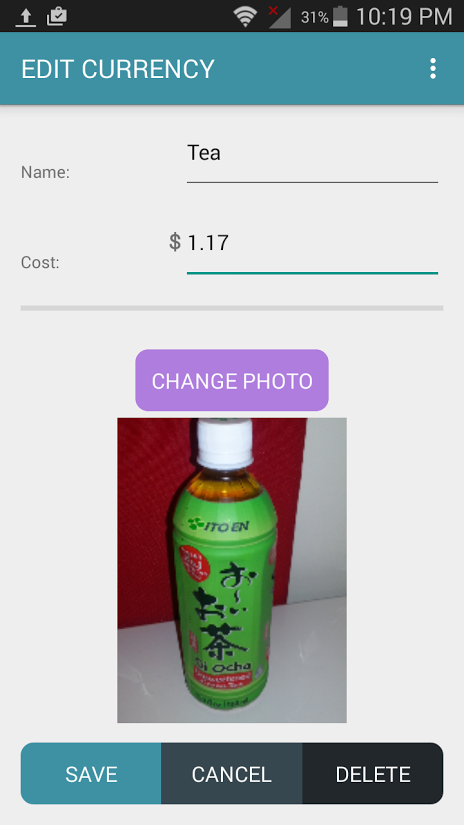 31% 10:19 PM
EDIT CURRENCY
Tea
Name:
$ 1.17
Cost:
CHANGE PHOTO
ITO EN
お〜い
お茶
Oi Ocha
SAVE CANCEL DELETE